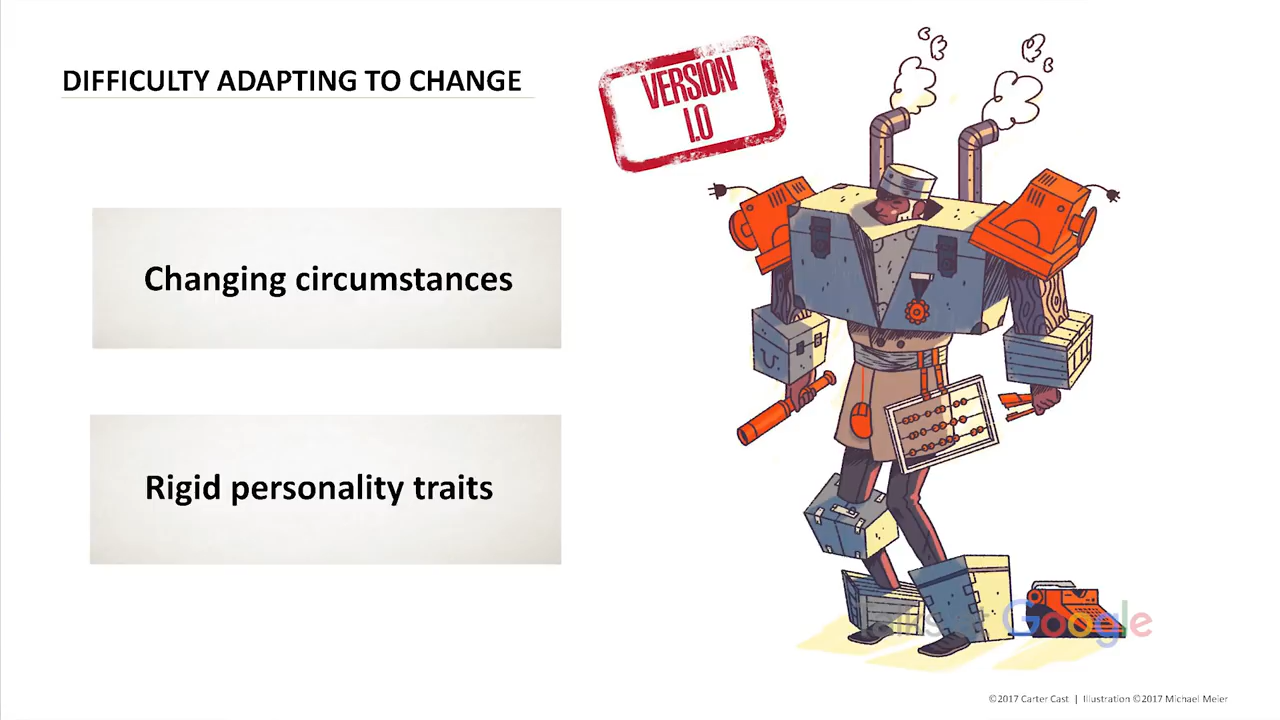 DIFFICULTY ADAPTING TO CHANGE
VERSION
1.0
Changing circumstances
Rigid personality traits
Google
©2017 Carter Cast | Illustration ©2017 Michael Meier